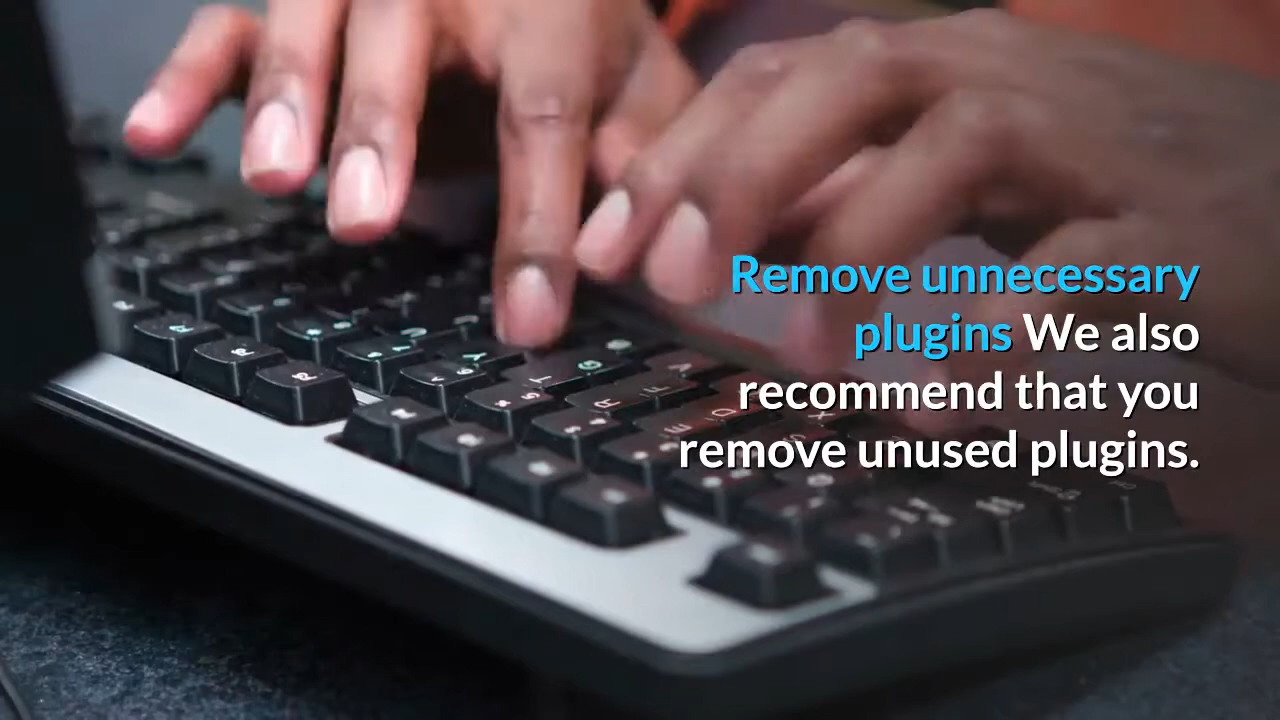 Remove unnecessary
plugins We also
recommend that you
remove unused plugins.